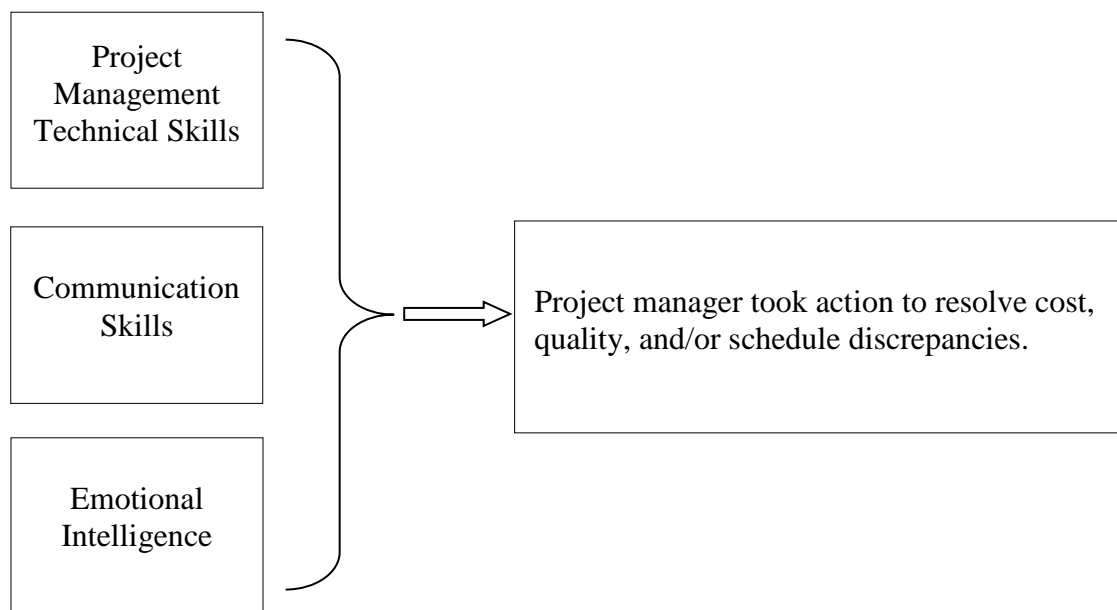 Project
Management
Technical Skills
Communication
Skills
Emotional
Intelligence
Project manager took action to resolve cost,
quality, and/or schedule discrepancies.